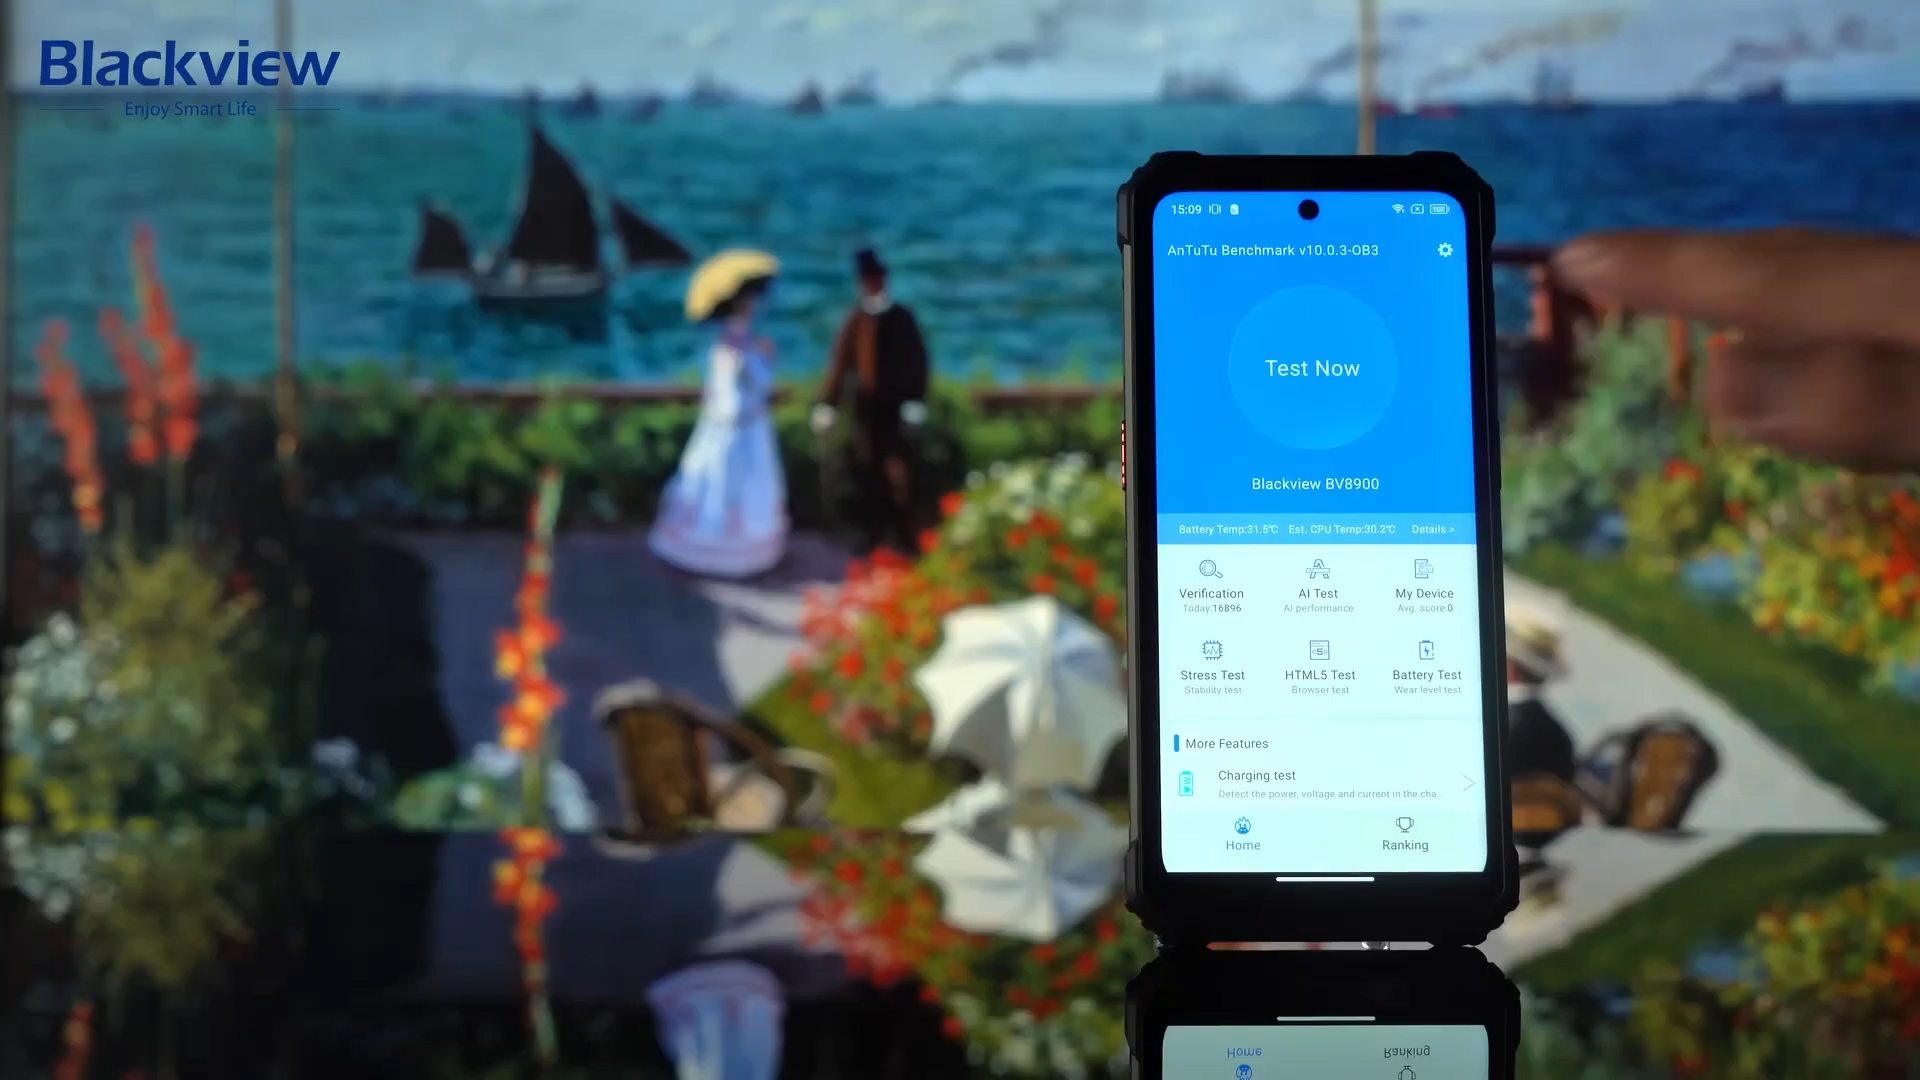 Blackview
Enjoy Smart Life
15:09
AnTuTu Benchmark v10.0.3-OB3
Test Now
Blackview BV8900
Battery Temp:31.5℃ Est. CPU Temp:30.2℃ Details >
Verification AI Test My Device
Today:16896 AI performance Avg. score:0
Stress Test HTML5 Test Battery Test
Stability test Browser test Wear level test
More Features
Charging test
Detect the power, voltage and current in the cha...
Home Ranking
Home Ranking